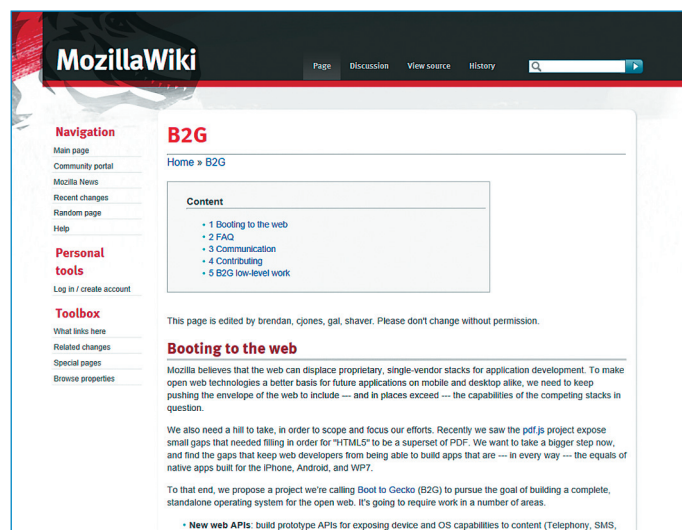 MozillaWiki
Page Discussion View source History
Navigation
Main page
Community portal
Mozilla News
Recent changes
Random page
Help
Personal
tools
Log in / create account
Toolbox
What links here
Related changes
Special pages
Browse properties
B2G
Home » B2G
Content
• 1 Booting to the web
• 2 FAQ
• 3 Communication
• 4 Contributing
• 5 B2G low-level work
This page is edited by brendan, cjones, gal, shaver. Please don't change without permission.
Booting to the web
Mozilla believes that the web can displace proprietary, single-vendor stacks for application development. To make
open web technologies a better basis for future applications on mobile and desktop alike, we need to keep
pushing the envelope of the web to include --- and in places exceed --- the capabilities of the competing stacks in
question.
We also need a hill to take, in order to scope and focus our efforts. Recently we saw the pdf.js project expose
small gaps that needed filling in order for "HTML5" to be a superset of PDF. We want to take a bigger step now,
and find the gaps that keep web developers from being able to build apps that are --- in every way --- the equals of
native apps built for the iPhone, Android, and WP7.
To that end, we propose a project we're calling Boot to Gecko (B2G) to pursue the goal of building a complete,
standalone operating system for the open web. It's going to require work in a number of areas.
• New web APIs: build prototype APIs for exposing device and OS capabilities to content (Telephony, SMS,